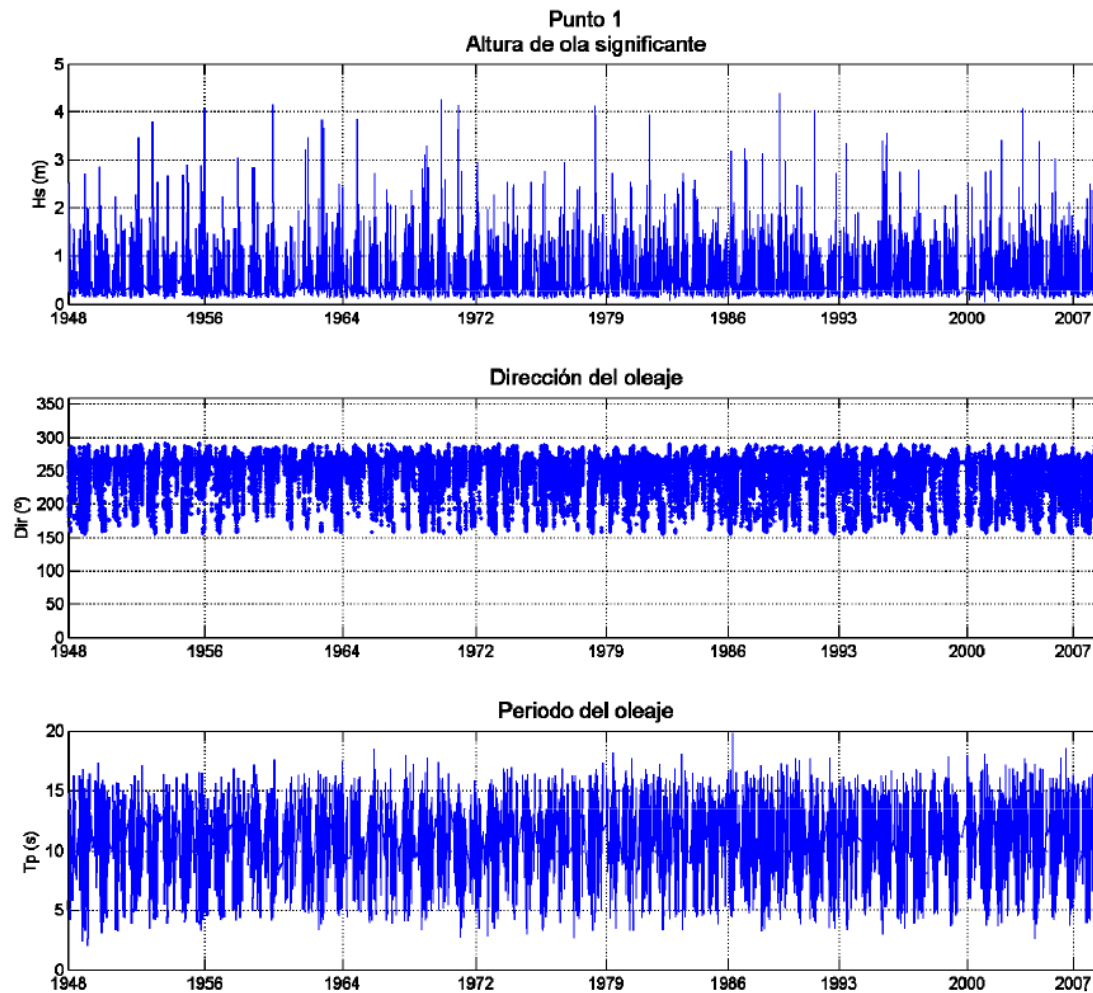 Punto 1
Altura de ola significante
5
4
3
2
1
0
Hs (m)
1948 1956 1964 1972 1979 1986 1993 2000 2007
Dirección del oleaje
350
300
250
200
150
100
50
0
Dir (º)
1948 1956 1964 1972 1979 1986 1993 2000 2007
Periodo del oleaje
20
15
10
5
0
Tp (s)
1948 1956 1964 1972 1979 1986 1993 2000 2007